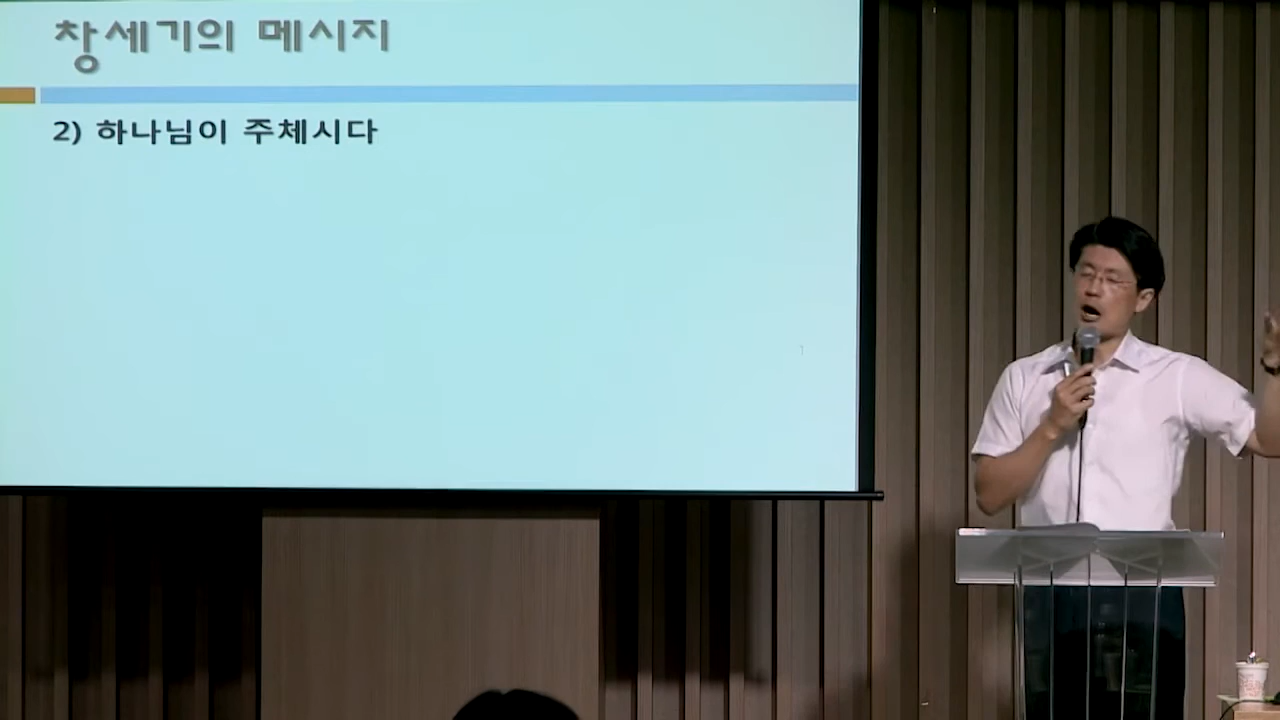 창세기의 메시지
2) 하나님이 주체시다